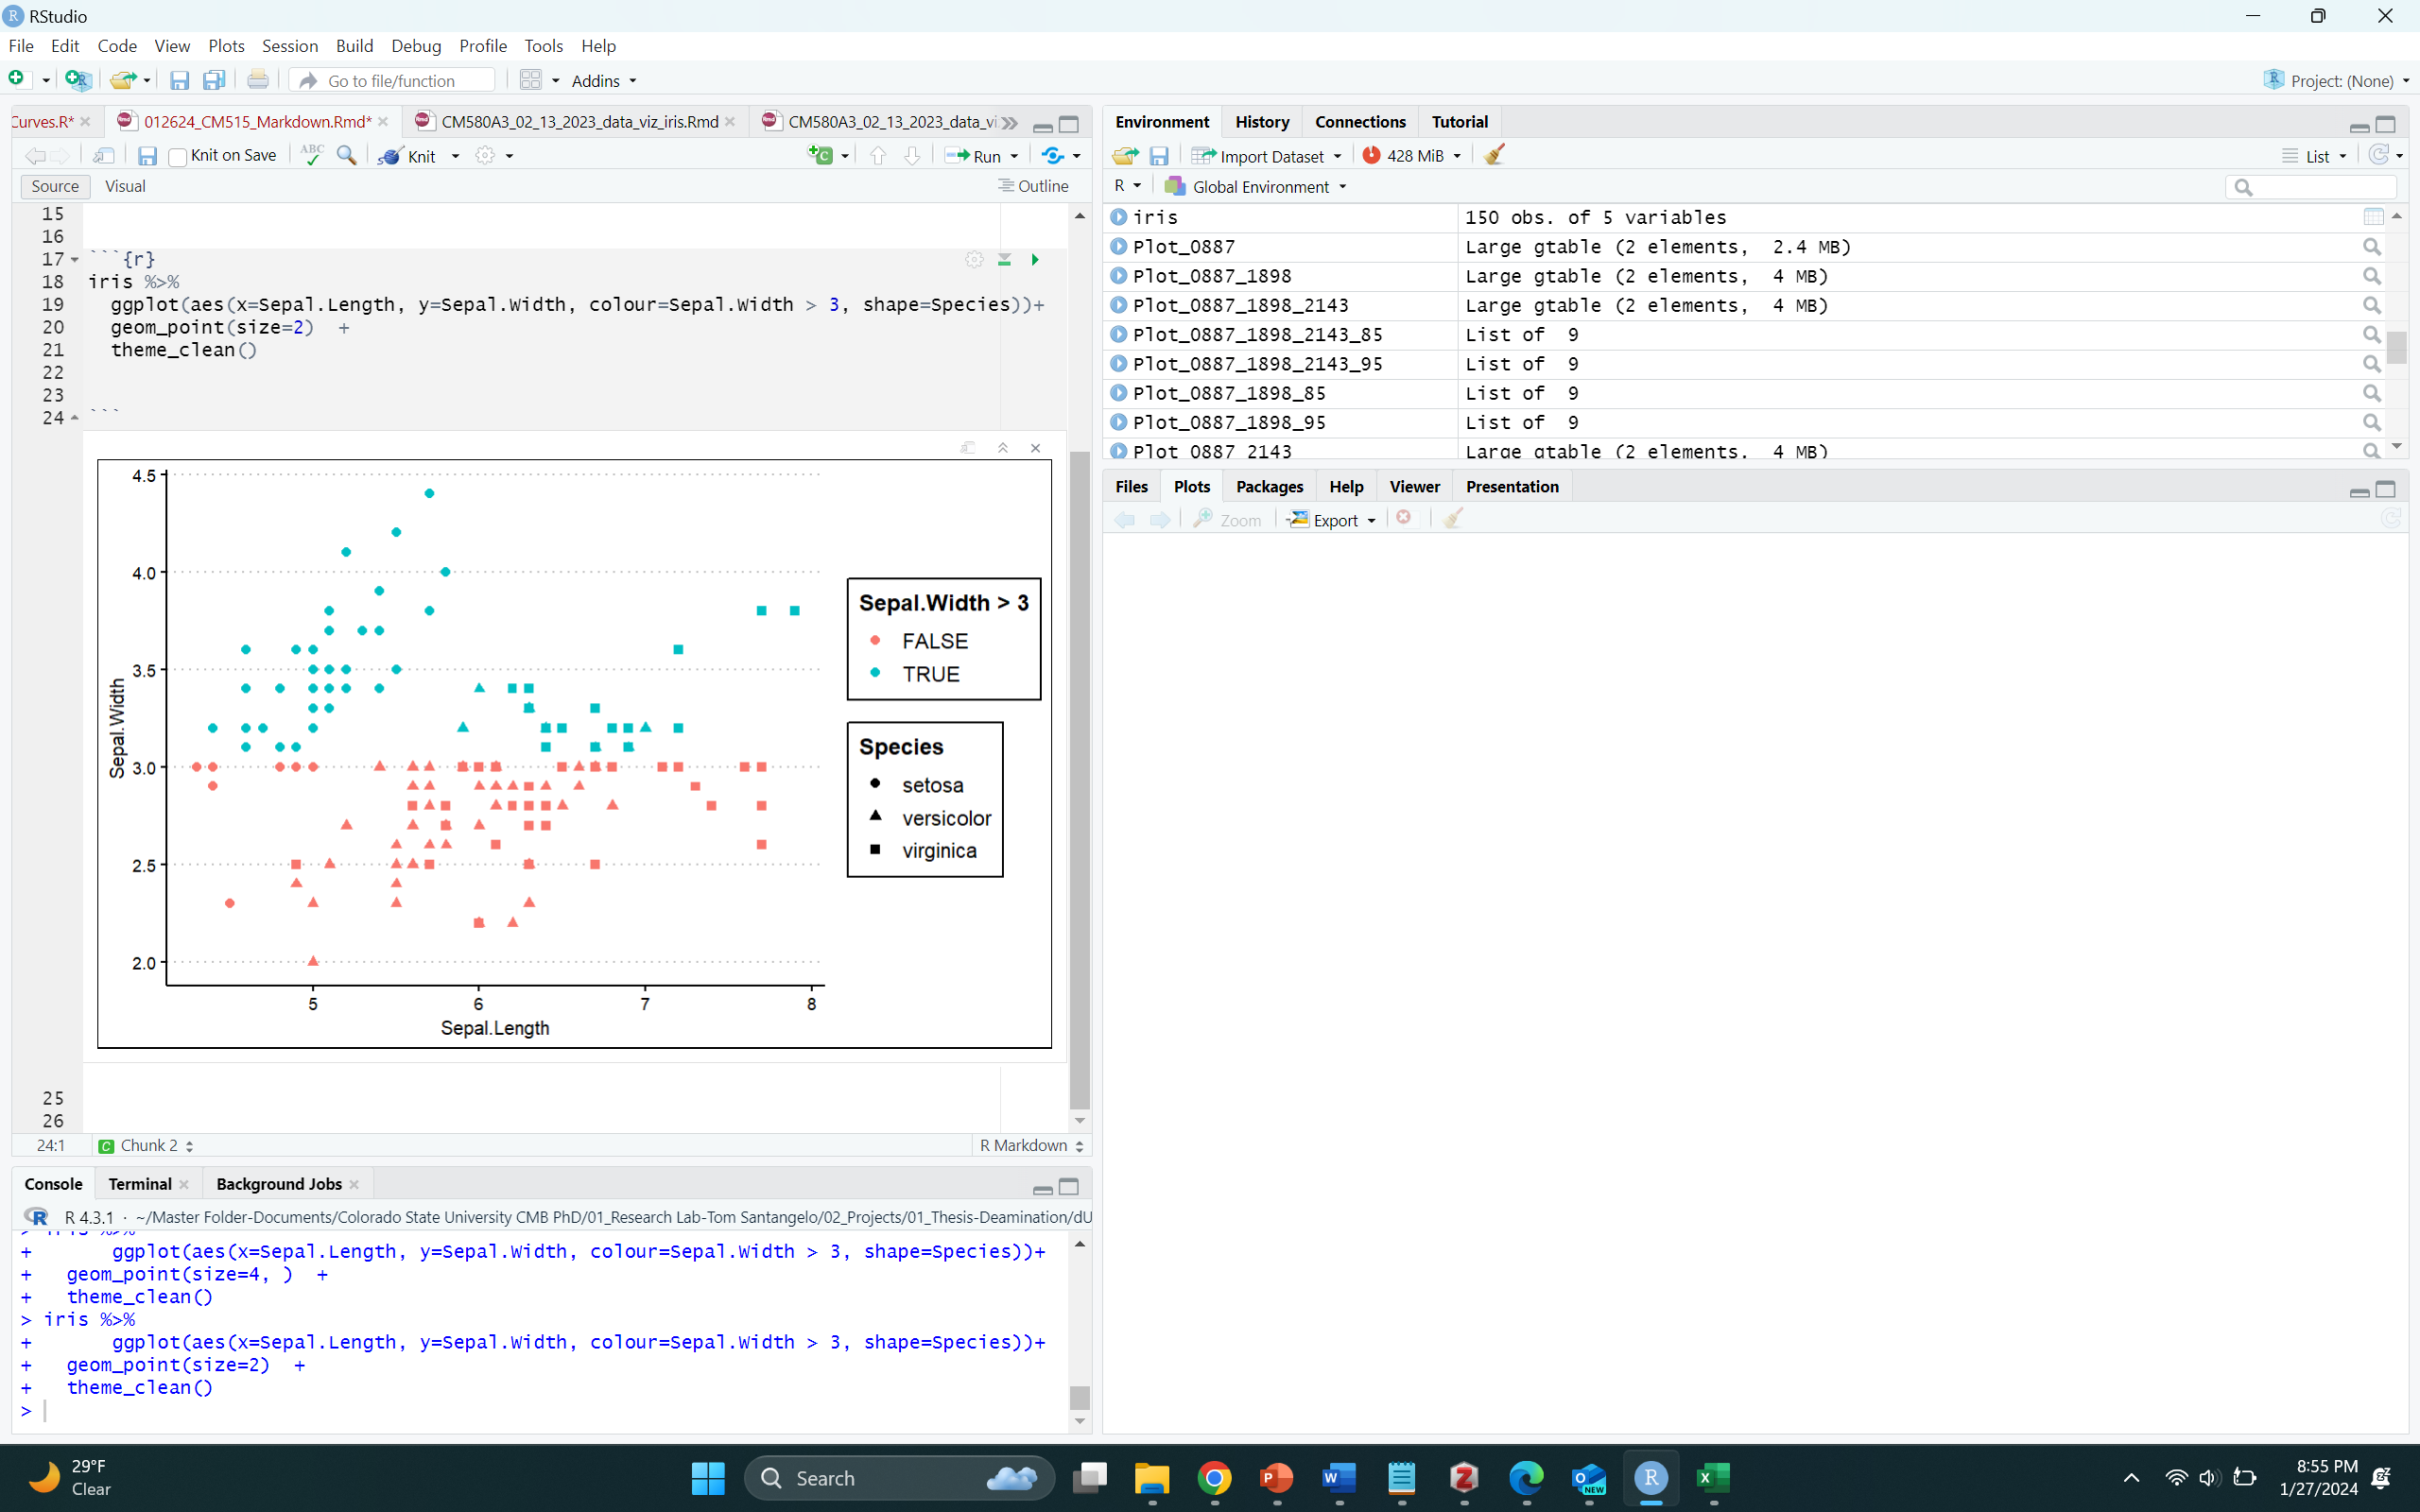 RStudio
File Edit Code View Plots Session Build Debug Profile Tools Help
Go to file/function Addins Project: (None)
Curves.R* 012624_CM515_Markdown.Rmd* CM580A3_02_13_2023_data_viz_iris.Rmd CM580A3_02_13_2023_data_vi
Knit on Save ABC Knit Run
Source Visual Outline
15
16
17 ```{r}
18 iris %>%
19 ggplot(aes(x=Sepal.Length, y=Sepal.Width, colour=Sepal.Width > 3, shape=Species))+
20 geom_point(size=2) +
21 theme_clean()
22
23
24 ```
4.5
4.0
3.5
3.0
2.5
2.0
Sepal.Width
5 6 7 8
Sepal.Length
Sepal.Width > 3
FALSE
TRUE
Species
setosa
versicolor
virginica
25
26
24:1 C Chunk 2 R Markdown
Console Terminal Background Jobs
R 4.3.1 · ~/Master Folder-Documents/Colorado State University CMB PhD/01_Research Lab-Tom Santangelo/02_Projects/01_Thesis-Deamination/dU
> iris %>%
+ ggplot(aes(x=Sepal.Length, y=Sepal.Width, colour=Sepal.Width > 3, shape=Species))+
+ geom_point(size=4, ) +
+ theme_clean()
> iris %>%
+ ggplot(aes(x=Sepal.Length, y=Sepal.Width, colour=Sepal.Width > 3, shape=Species))+
+ geom_point(size=2) +
+ theme_clean()
>
Environment History Connections Tutorial
Import Dataset 428 MiB List
R Global Environment
iris 150 obs. of 5 variables
Plot_0887 Large gtable (2 elements, 2.4 MB)
Plot_0887_1898 Large gtable (2 elements, 4 MB)
Plot_0887_1898_2143 Large gtable (2 elements, 4 MB)
Plot_0887_1898_2143_85 List of 9
Plot_0887_1898_2143_95 List of 9
Plot_0887_1898_85 List of 9
Plot_0887_1898_95 List of 9
Plot_0887_2143 Large gtable (2 elements, 4 MB)
Files Plots Packages Help Viewer Presentation
Zoom Export
29°F
Clear
Search
8:55 PM
1/27/2024